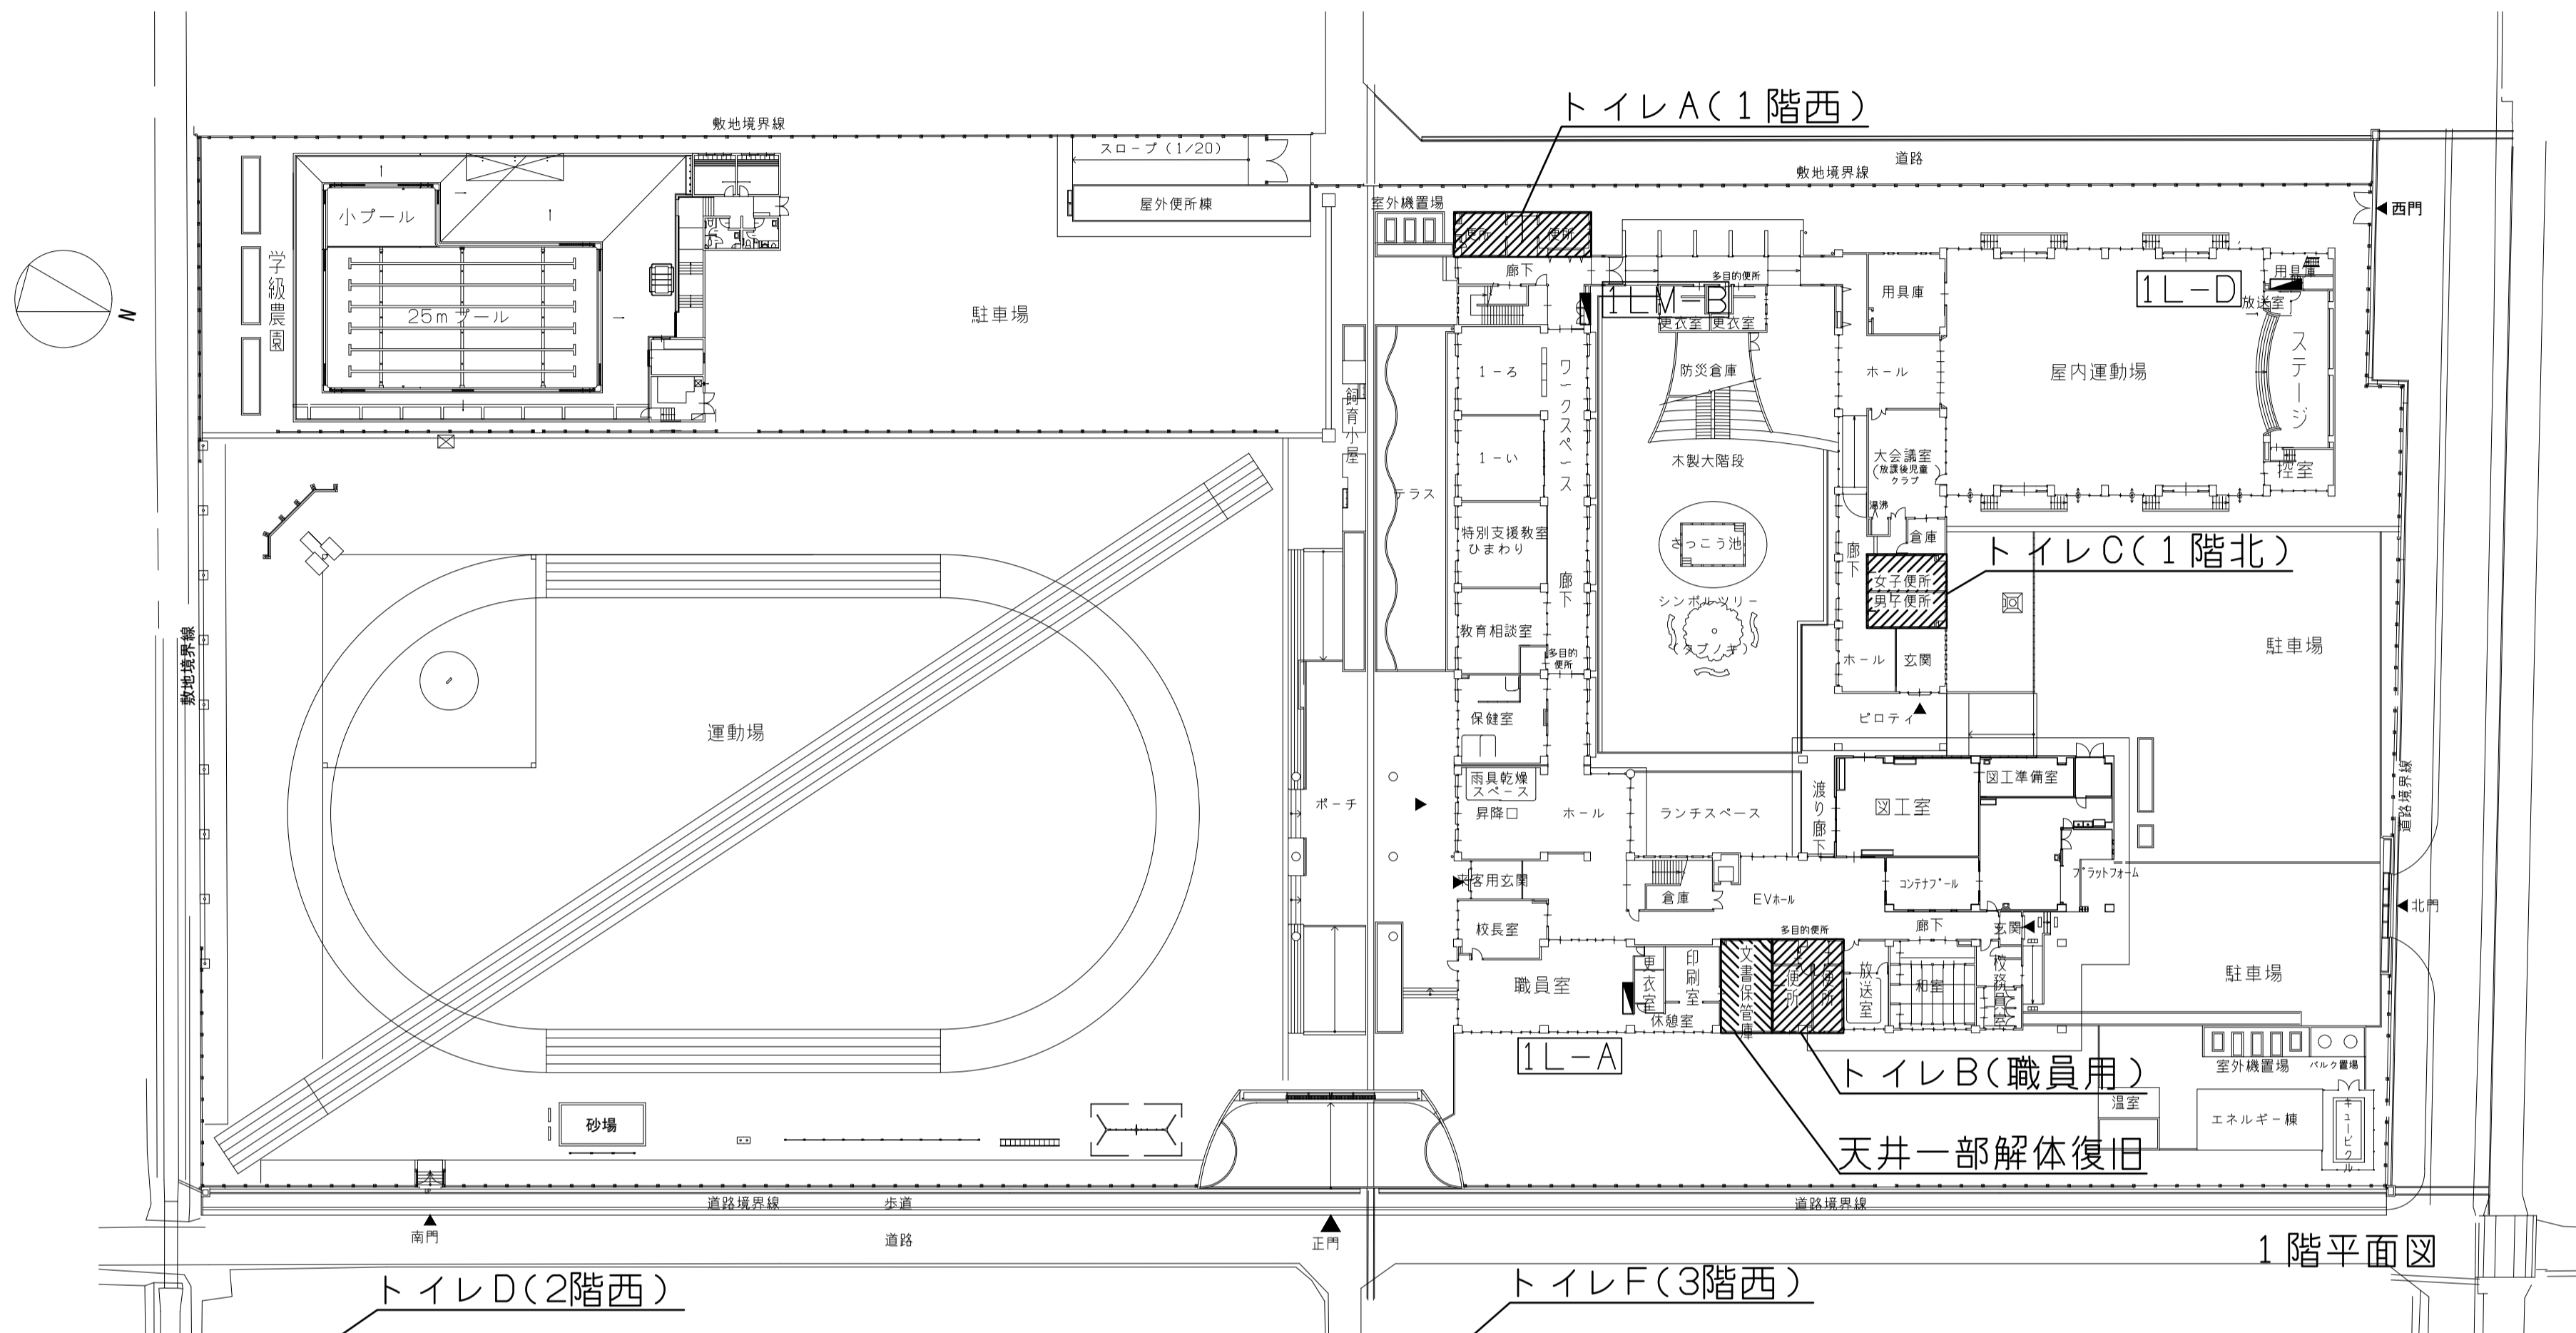 トイレA(1階西)
敷地境界線
スロープ(1/20)
道路
敷地境界線
屋外便所棟
室外機置場
西門
小プール
便所
便所
廊下
多目的便所
用具庫
用具庫
1L-D
放送室
学級農園
25mプール
駐車場
1LM-B
更衣室
更衣室
N
1-ろ
ワークスペース
防災倉庫
ホール
屋内運動場
ステージ
飼育小屋
1-い
木製大階段
大会議室
(放課後児童クラブ)
控室
テラス
湯沸
特別支援教室
ひまわり
さっこう池
倉庫
トイレC(1階北)
廊下
廊下
女子便所
男子便所
シンボルツリー
(タブノキ)
教育相談室
多目的
便所
ホール
玄関
駐車場
敷地境界線
保健室
ピロティ
運動場
雨具乾燥
スペース
図工準備室
道路境界線
ポーチ
昇降口
ホール
ランチスペース
渡り廊下
図工室
来客用玄関
倉庫
EVホール
コンテナプール
プラットフォーム
北門
校長室
多目的便所
廊下
玄関
職員室
更衣室
印刷室
文書保管庫
便所
便所
放送室
和室
校務員室
駐車場
休憩室
1L-A
トイレB(職員用)
室外機置場
バルク置場
温室
エネルギー棟
キュービクル
砂場
天井一部解体復旧
道路境界線
歩道
道路境界線
南門
道路
正門
1階平面図
トイレD(2階西)
トイレF(3階西)